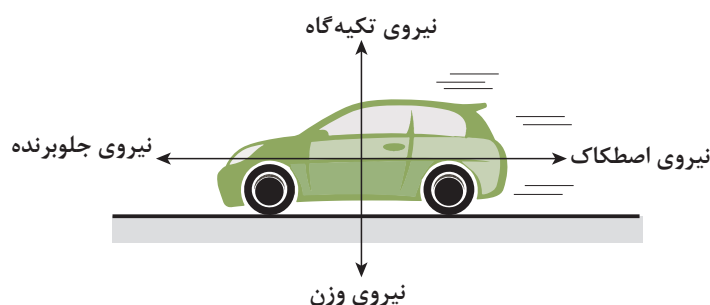 نیروی تکیه‌گاه
نیروی اصطکاک
نیروی جلوبرنده
نیروی وزن